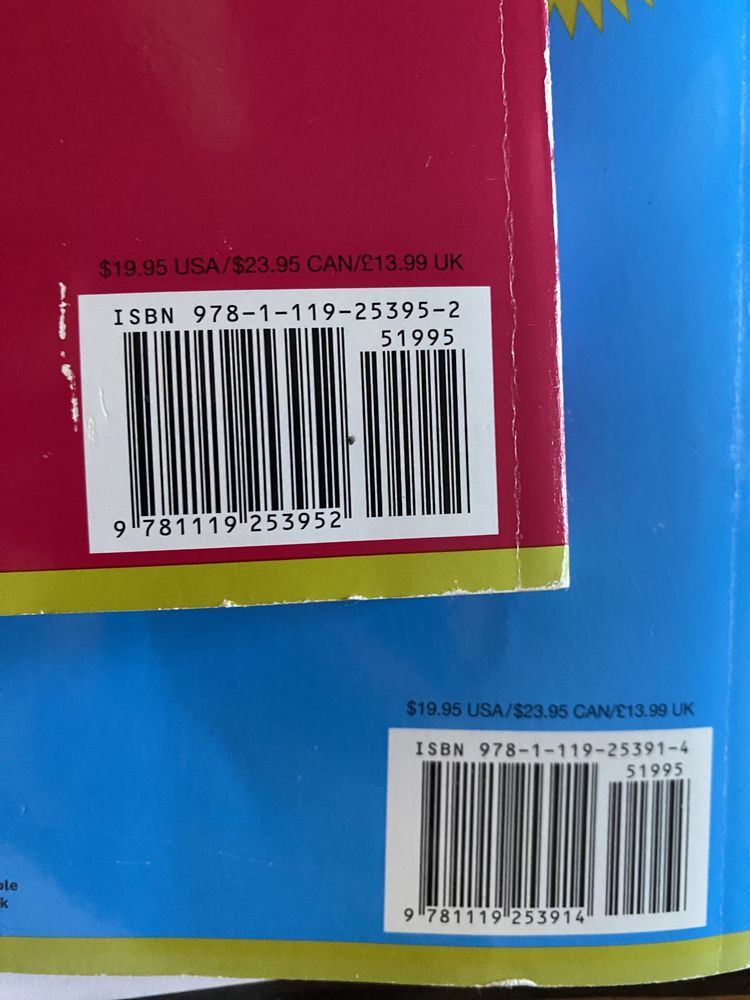 $19.95 USA/$23.95 CAN/£13.99 UK
ISBN 978-1-119-25395-2
51995
9 781119 253952
$19.95 USA/$23.95 CAN/£13.99 UK
ISBN 978-1-119-25391-4
51995
9 781119 253914